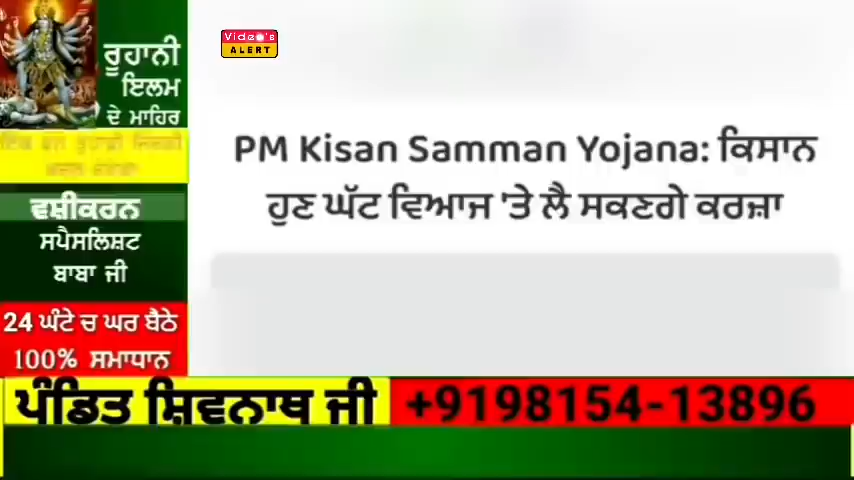 ਰੂਹਾਨੀ
ਇਲਮ
ਦੇ ਮਾਹਿਰ
ਵਸ਼ੀਕਰਨ
ਸਪੈਸਲਿਸ਼ਟ
ਬਾਬਾ ਜੀ
24 ਘੰਟੇ ਚ ਘਰ ਬੈਠੇ
100% ਸਮਾਧਾਨ
Video's
ALERT
PM Kisan Samman Yojana: ਕਿਸਾਨ
ਹੁਣ ਘੱਟ ਵਿਆਜ 'ਤੇ ਲੈ ਸਕਣਗੇ ਕਰਜ਼ਾ
ਪੰਡਿਤ ਸ਼ਿਵਨਾਥ ਜੀ +9198154-13896